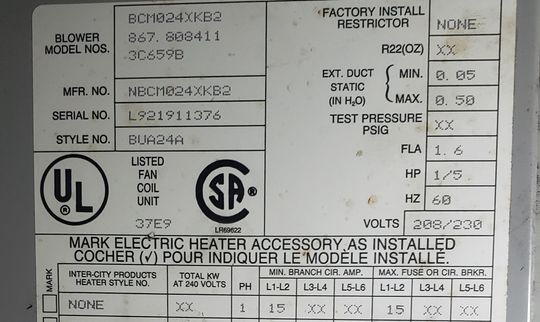 BLOWER MODEL NOS. BCM024XKB2
867.808411
3C659B
MFR. NO. NBCM024XKB2
SERIAL NO. L921911376
STYLE NO. BUA24A
UL
®
LISTED
FAN
COIL
UNIT
37E9
SA
®
LR69622
FACTORY INSTALL
RESTRICTOR NONE
R22(OZ) XX
EXT. DUCT STATIC (IN H₂O) { MIN. 0.05
MAX. 0.50
TEST PRESSURE
PSIG XX
FLA 1.6
HP 1/5
HZ 60
VOLTS 208/230
MARK ELECTRIC HEATER ACCESSORY AS INSTALLED
COCHER (✓) POUR INDIQUER LE MODÈLE INSTALLÉ.
MARK
INTER-CITY PRODUCTS
HEATER STYLE NO.
TOTAL KW
AT 240 VOLTS
PH
MIN. BRANCH CIR. AMP.
L1-L2 L3-L4 L5-L6
MAX. FUSE OR CIR. BRKR.
L1-L2 L3-L4 L5-L6
NONE XX 1 15 XX XX 15 XX XX